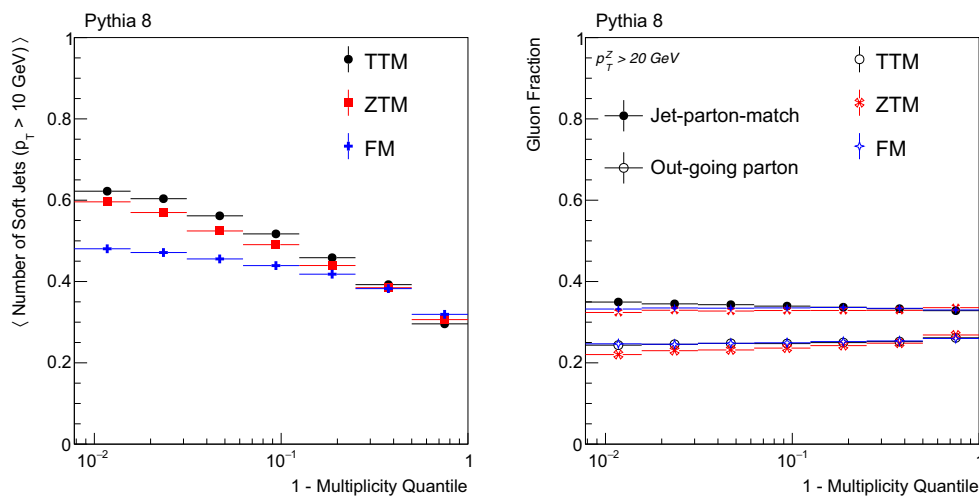 Pythia 8
⟨ Number of Soft Jets (p_T > 10 GeV) ⟩
1
0.8
0.6
0.4
0.2
0
TTM
ZTM
FM
10^{-2}
10^{-1}
1
1 - Multiplicity Quantile
Pythia 8
Gluon Fraction
1
0.8
0.6
0.4
0.2
0
p_T^Z > 20 GeV
Jet-parton-match
Out-going parton
TTM
ZTM
FM
10^{-2}
10^{-1}
1
1 - Multiplicity Quantile